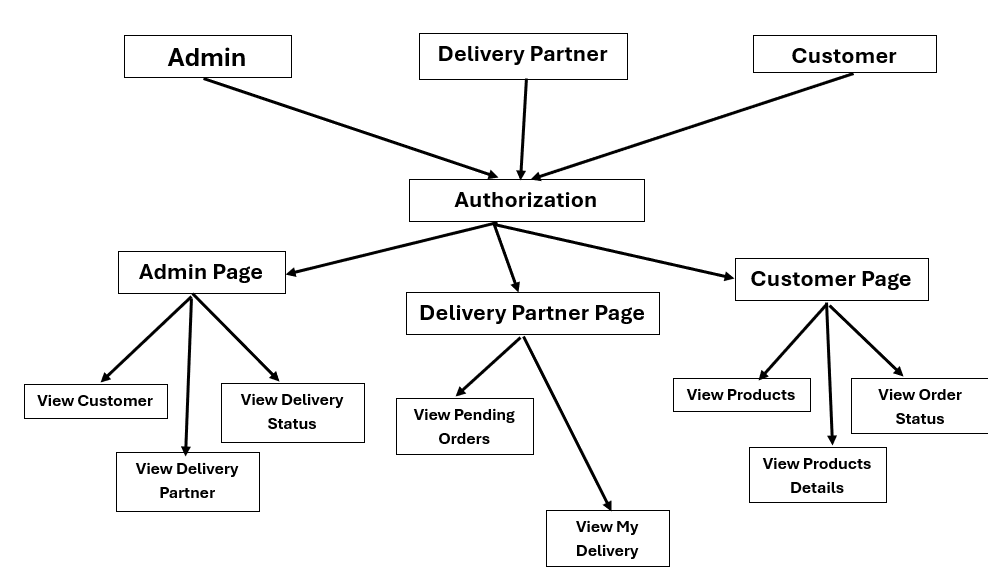 Admin
Delivery Partner
Customer
Authorization
Admin Page
Delivery Partner Page
Customer Page
View Customer
View Delivery
Status
View Delivery
Partner
View Pending
Orders
View My
Delivery
View Products
View Order
Status
View Products
Details